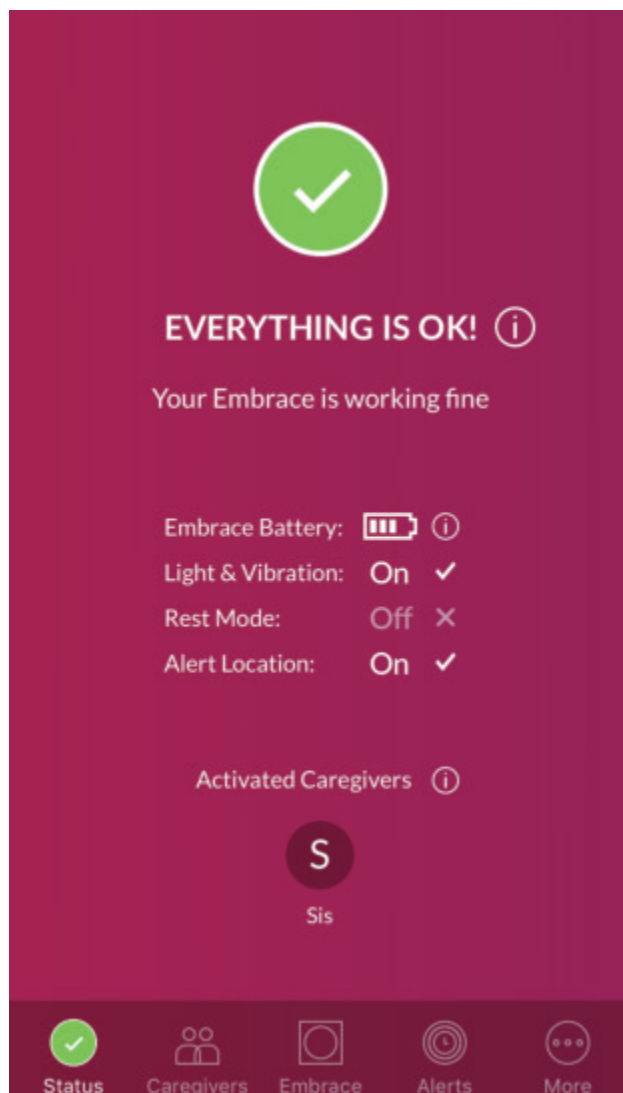 EVERYTHING IS OK! i
Your Embrace is working fine
Embrace Battery: i
Light & Vibration: On ✓
Rest Mode: Off ✕
Alert Location: On ✓
Activated Caregivers i
S
Sis
Status Caregivers Embrace Alerts More